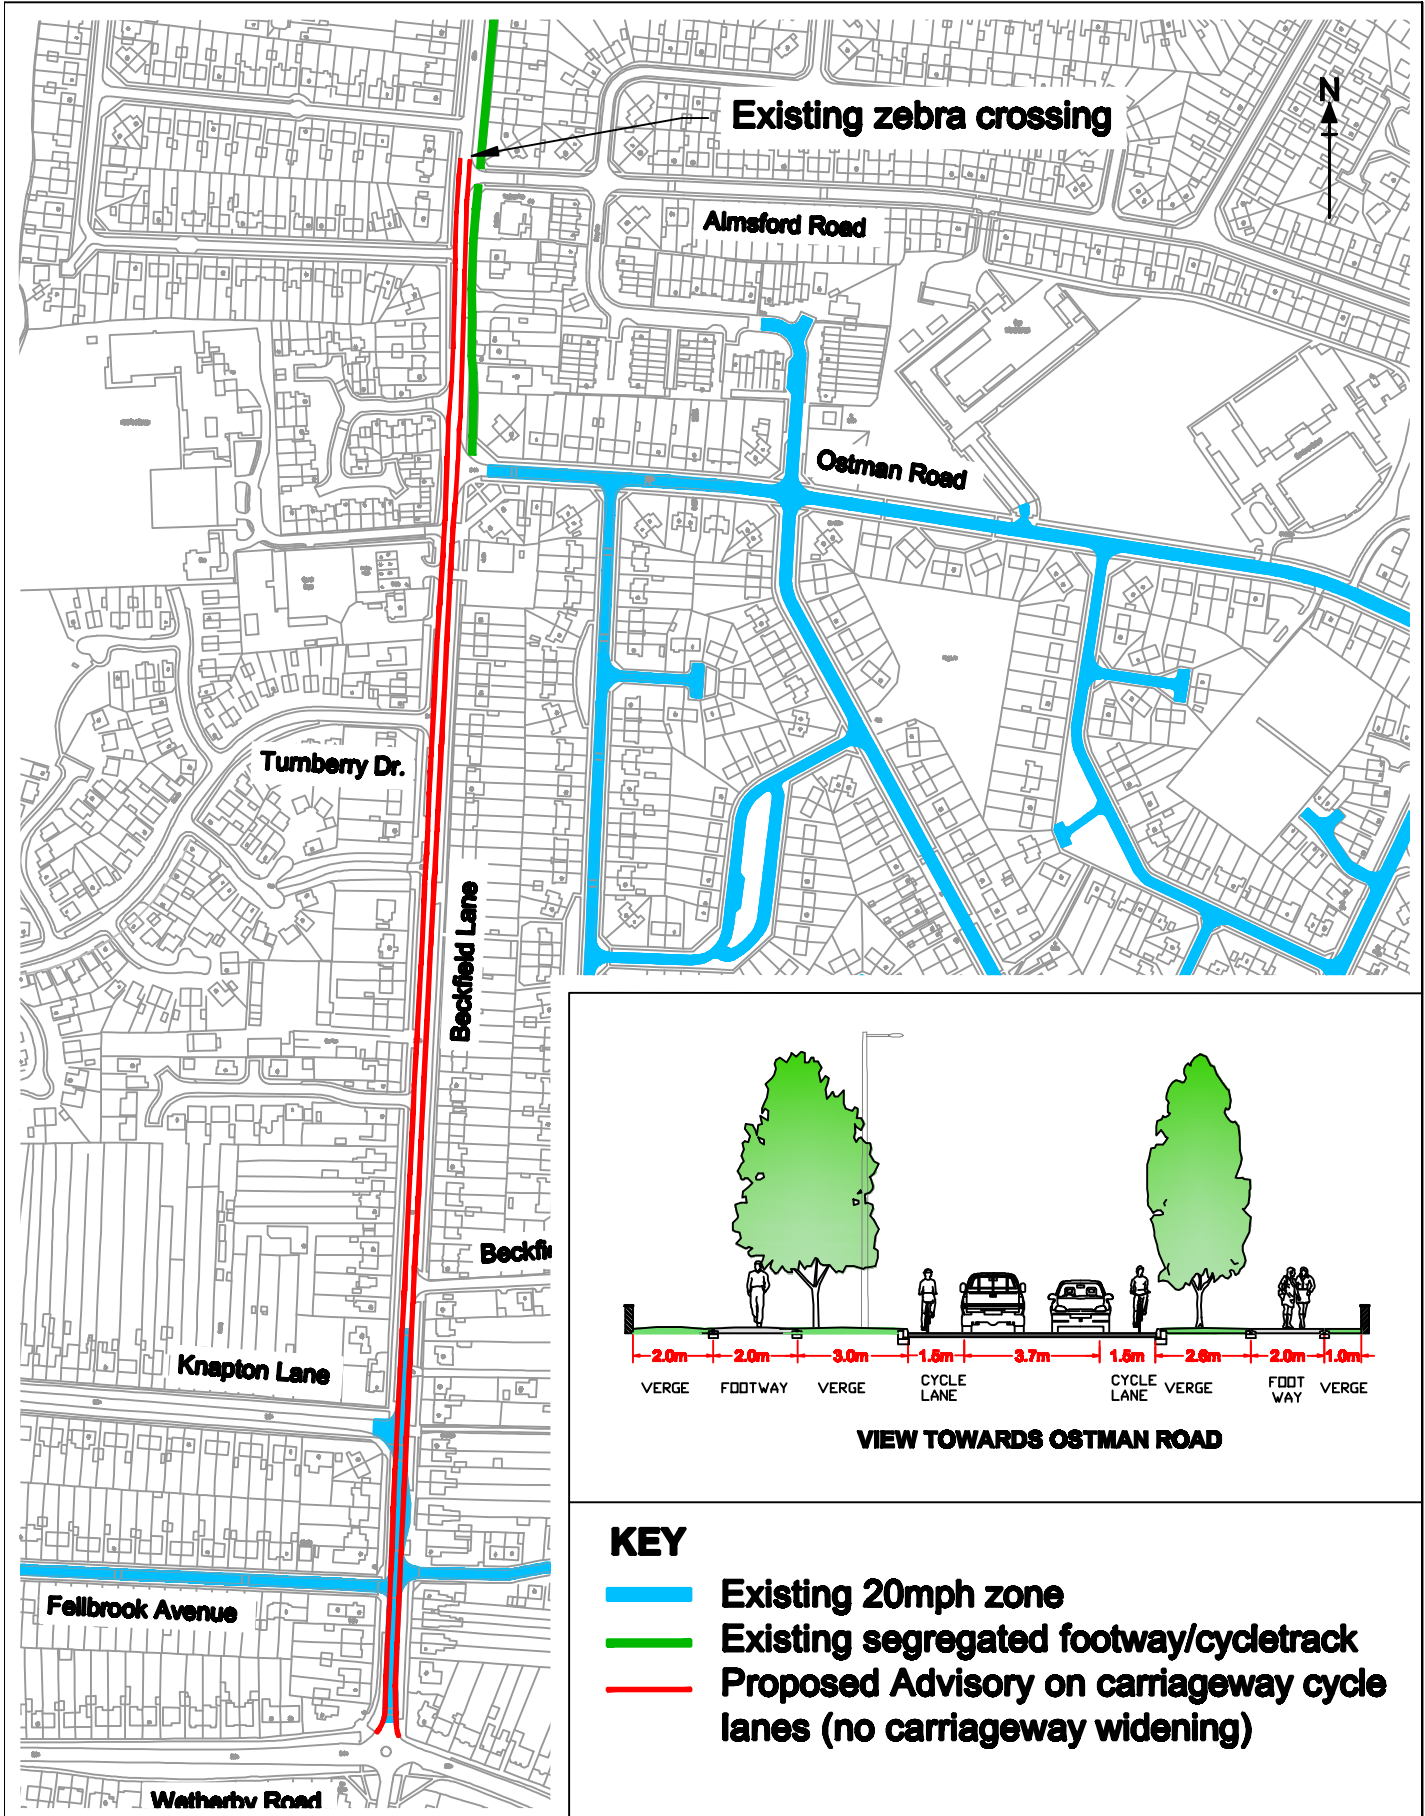 N
Existing zebra crossing
Almsford Road
Ostman Road
Turnberry Dr.
Beckfield Lane
Beckfi
Knapton Lane
Fellbrook Avenue
Wetherby Road
2.0m 2.0m 3.0m 1.5m 3.7m 1.5m 2.6m 2.0m 1.0m
VERGE FOOTWAY VERGE CYCLE LANE CYCLE LANE VERGE FOOT WAY VERGE
VIEW TOWARDS OSTMAN ROAD
KEY
Existing 20mph zone
Existing segregated footway/cycletrack
Proposed Advisory on carriageway cycle
lanes (no carriageway widening)